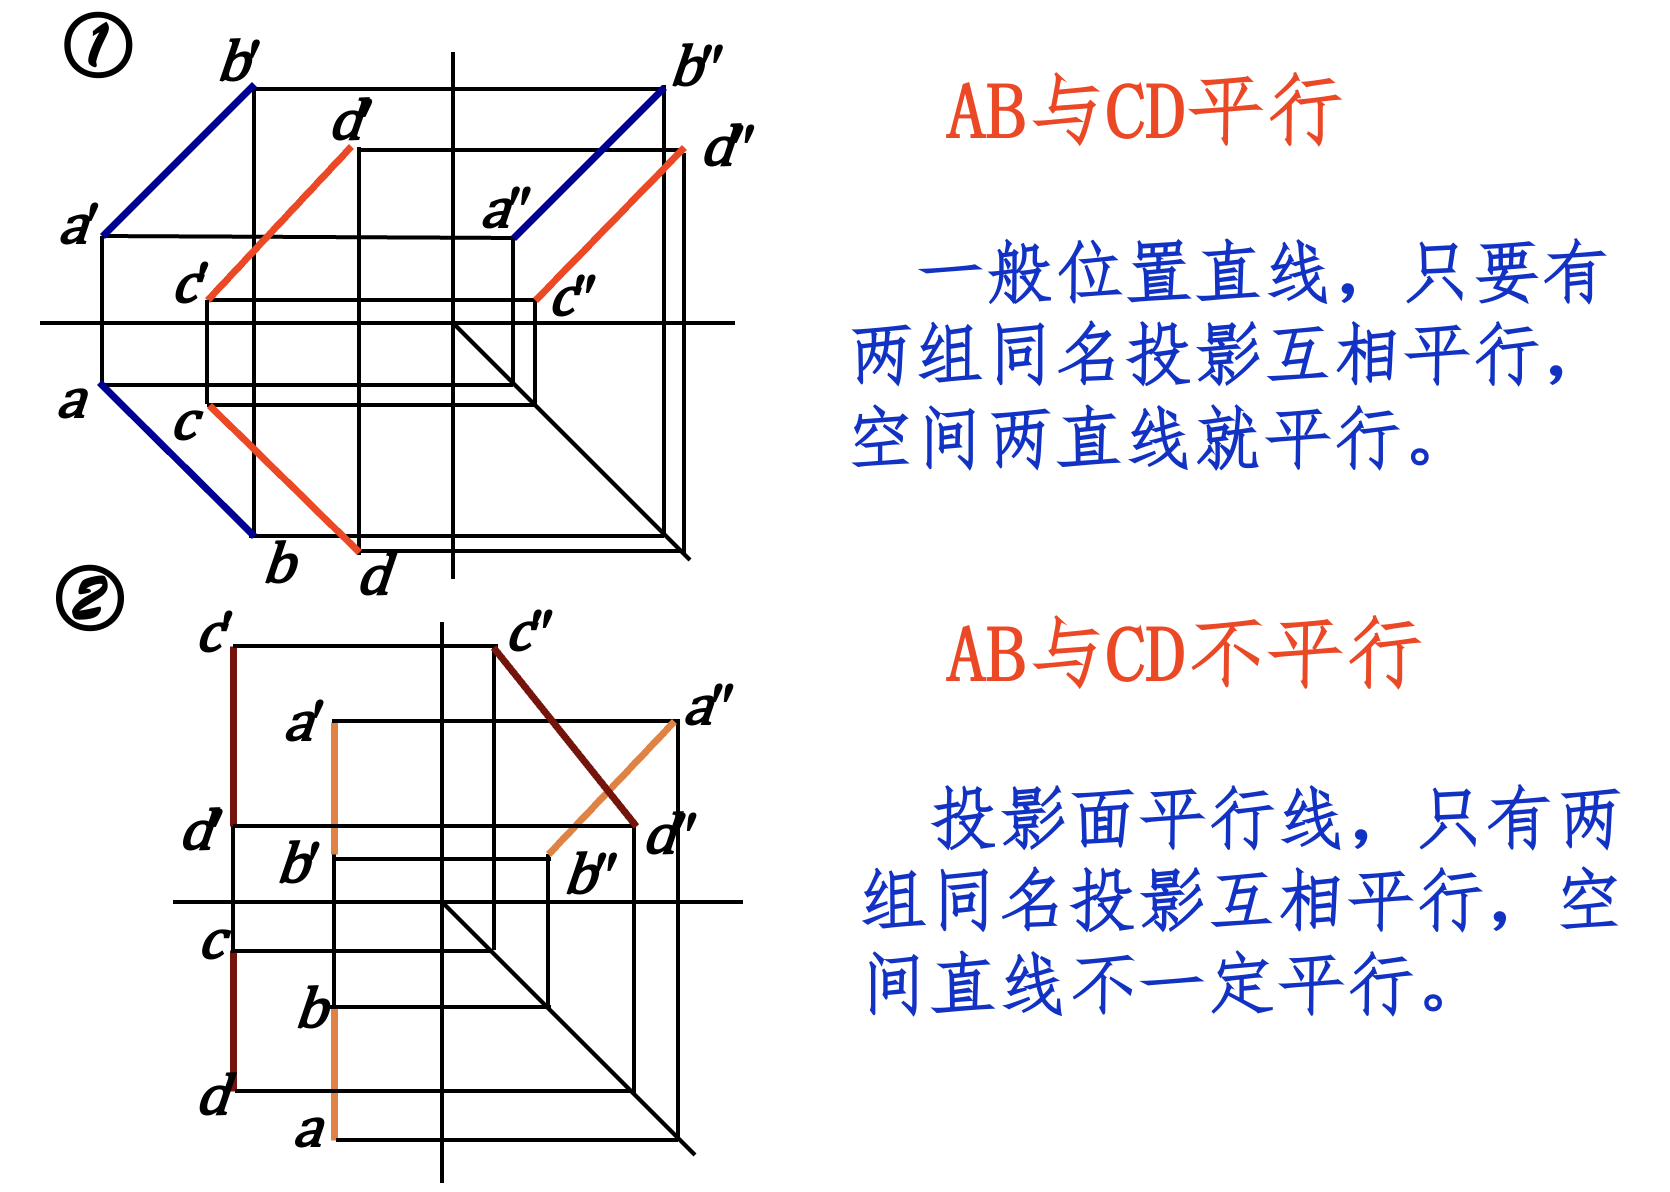 ①
b'
b"
d'
d"
a'
a"
c'
c"
a
c
b
d
AB与CD平行
一般位置直线，只要有
两组同名投影互相平行，
空间两直线就平行。
②
c'
c"
a'
a"
d'
d"
b'
b"
c
b
d
a
AB与CD不平行
投影面平行线，只有两
组同名投影互相平行，空
间直线不一定平行。